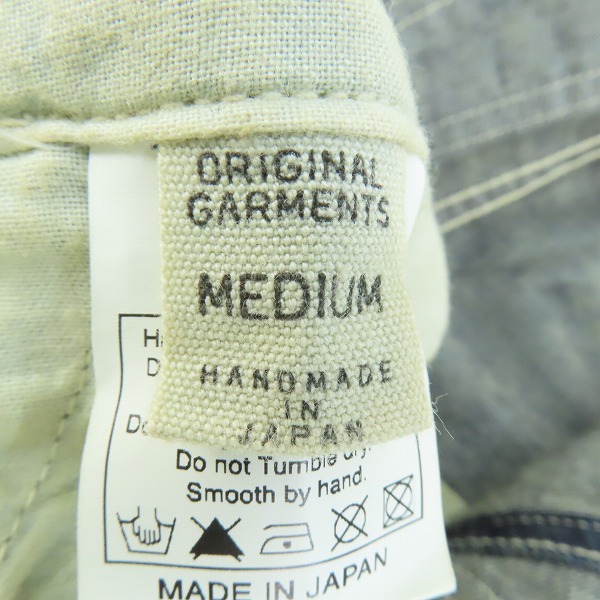 ORIGINAL
GARMENTS
MEDIUM
HANDMADE
IN
JAPAN
Do not Tumble dry.
Smooth by hand.
MADE IN JAPAN